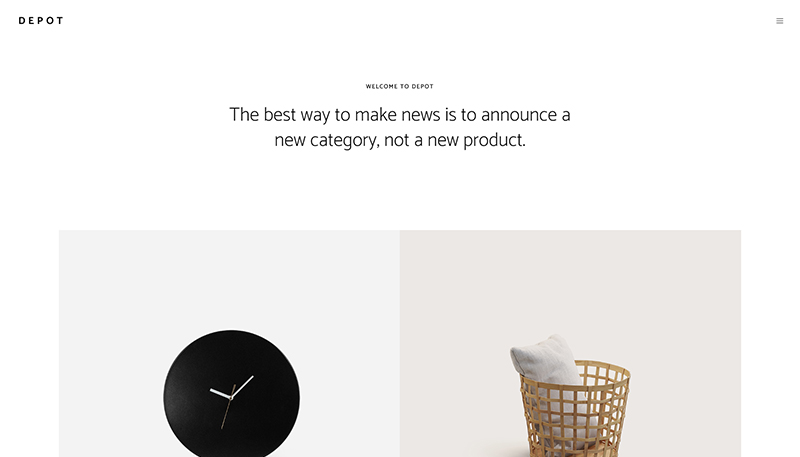 DEPOT
WELCOME TO DEPOT
The best way to make news is to announce a
new category, not a new product.